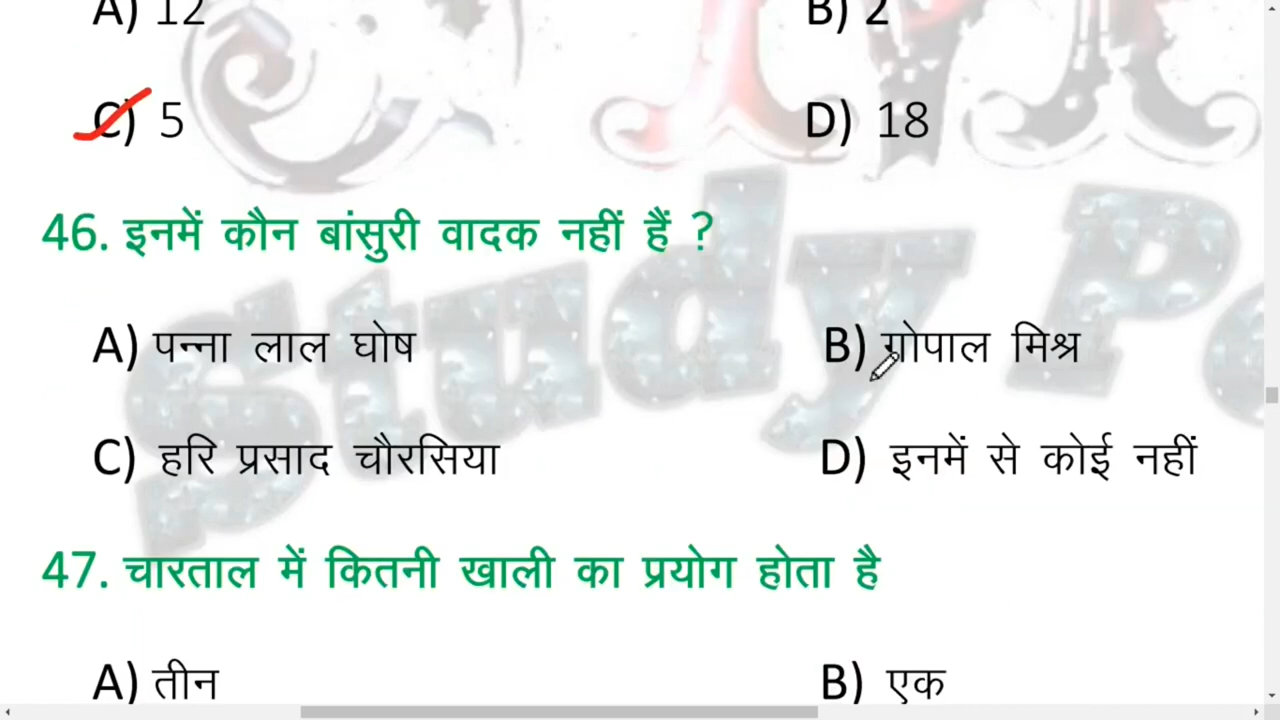 A) 12 B) 2
C) 5 D) 18
46. इनमें कौन बांसुरी वादक नहीं हैं ?
A) पन्ना लाल घोष B) गोपाल मिश्र
C) हरि प्रसाद चौरसिया D) इनमें से कोई नहीं
47. चारताल में कितनी खाली का प्रयोग होता है
A) तीन B) एक
Study